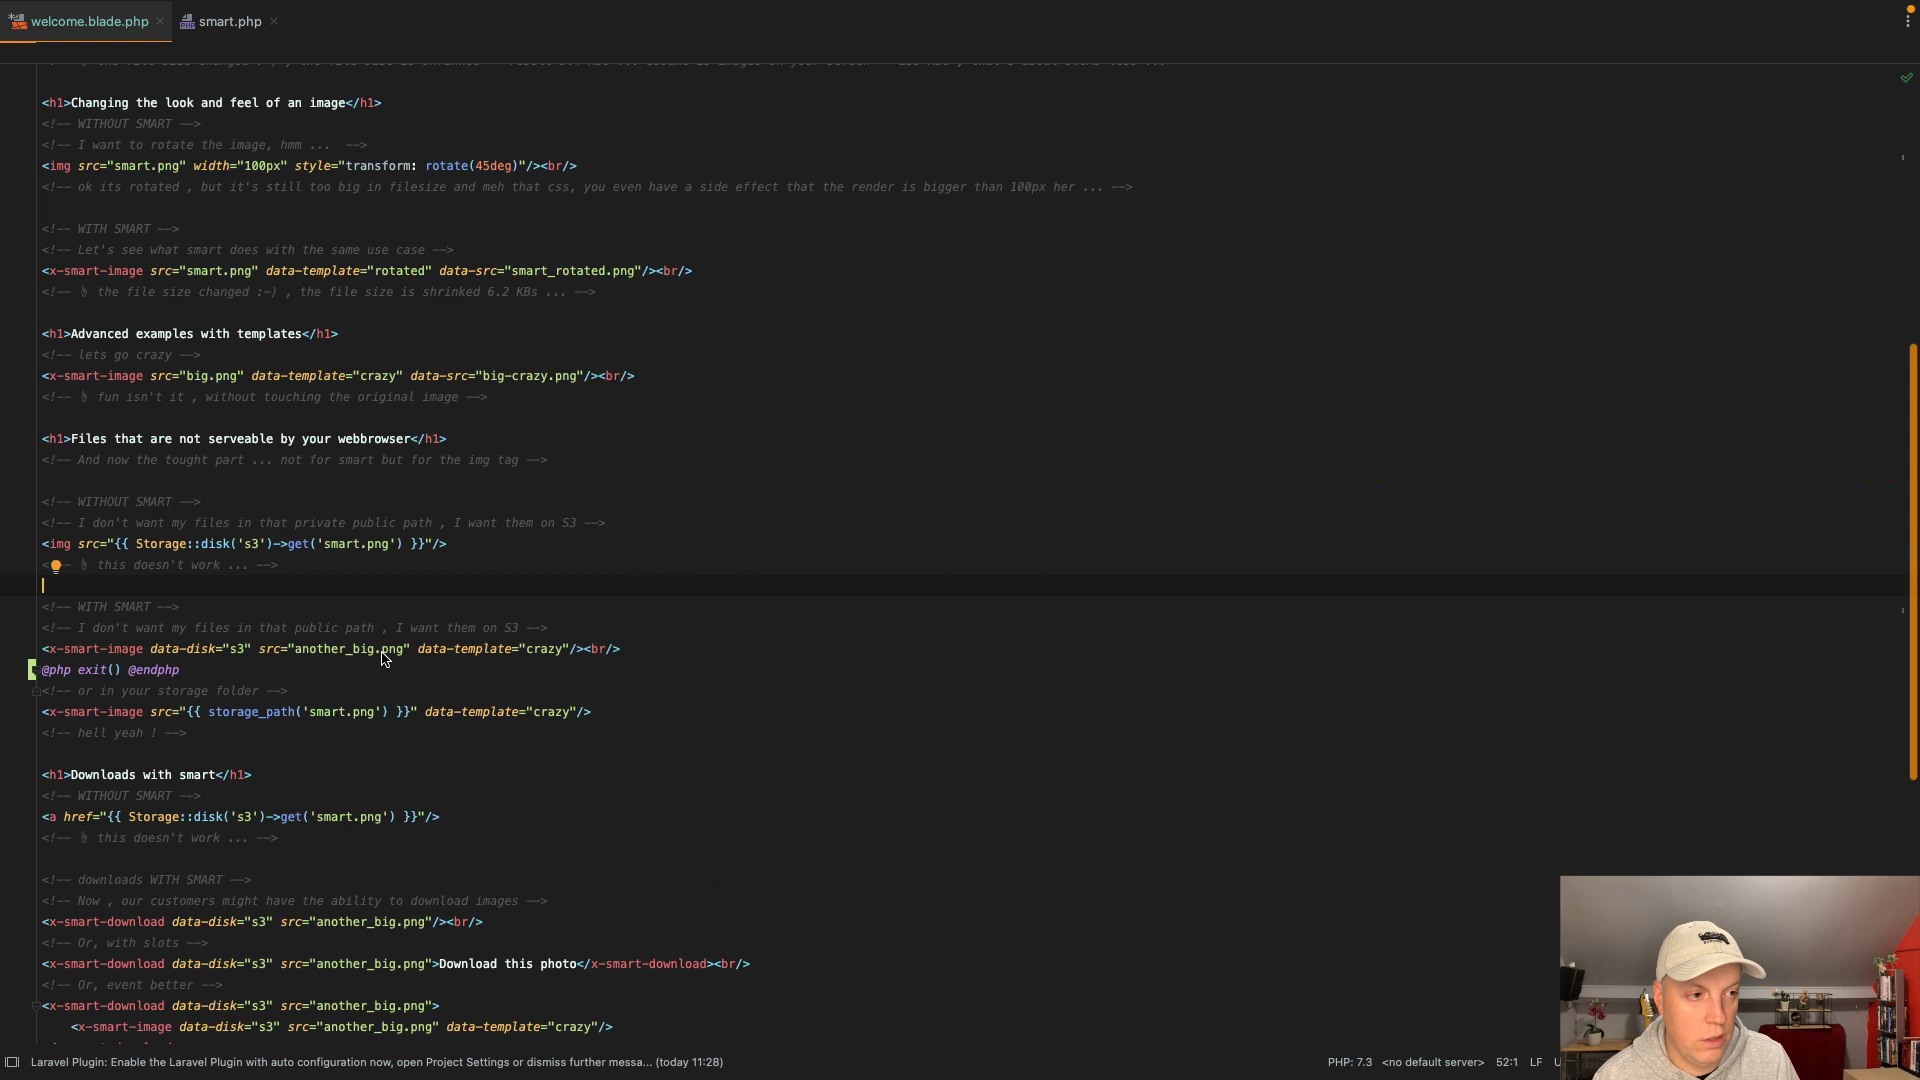 welcome.blade.php
smart.php
<h1>Changing the look and feel of an image</h1>
<!-- WITHOUT SMART -->
<!-- I want to rotate the image, hmm ...  -->
<img src="smart.png" width="100px" style="transform: rotate(45deg)"/><br/>
<!-- ok its rotated , but it's still too big in filesize and meh that css, you even have a side effect that the render is bigger than 100px her ... -->
<!-- WITH SMART -->
<!-- Let's see what smart does with the same use case -->
<x-smart-image src="smart.png" data-template="rotated" data-src="smart_rotated.png"/><br/>
<!-- 👆 the file size changed :-) , the file size is shrinked 6.2 KBs ... -->
<h1>Advanced examples with templates</h1>
<!-- lets go crazy -->
<x-smart-image src="big.png" data-template="crazy" data-src="big-crazy.png"/><br/>
<!-- 👆 fun isn't it , without touching the original image -->
<h1>Files that are not serveable by your webbrowser</h1>
<!-- And now the tought part ... not for smart but for the img tag -->
<!-- WITHOUT SMART -->
<!-- I don't want my files in that private public path , I want them on S3 -->
<img src="{{ Storage::disk('s3')->get('smart.png') }}"/>
<!-- 👆 this doesn't work ... -->
<!-- WITH SMART -->
<!-- I don't want my files in that public path , I want them on S3 -->
<x-smart-image data-disk="s3" src="another_big.png" data-template="crazy"/><br/>
@php exit() @endphp
<!-- or in your storage folder -->
<x-smart-image src="{{ storage_path('smart.png') }}" data-template="crazy"/>
<!-- hell yeah ! -->
<h1>Downloads with smart</h1>
<!-- WITHOUT SMART -->
<a href="{{ Storage::disk('s3')->get('smart.png') }}"/>
<!-- 👆 this doesn't work ... -->
<!-- downloads WITH SMART -->
<!-- Now , our customers might have the ability to download images -->
<x-smart-download data-disk="s3" src="another_big.png"/><br/>
<!-- Or, with slots -->
<x-smart-download data-disk="s3" src="another_big.png">Download this photo</x-smart-download><br/>
<!-- Or, event better -->
<x-smart-download data-disk="s3" src="another_big.png">
<x-smart-image data-disk="s3" src="another_big.png" data-template="crazy"/>
Laravel Plugin: Enable the Laravel Plugin with auto configuration now, open Project Settings or dismiss further messa... (today 11:28)
PHP: 7.3 <no default server> 52:1 LF